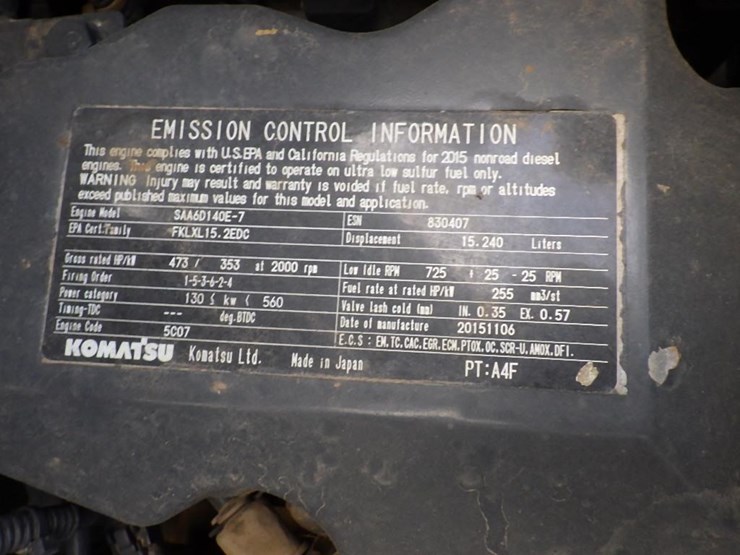 EMISSION CONTROL INFORMATION
This engine complies with U.S.EPA and California Regulations for 2015 nonroad diesel
engines. This engine is certified to operate on ultra low sulfur fuel only.
WARNING Injury may result and warranty is voided if fuel rate, rpm or altitudes
exceed published maximum values for this model and application.
Engine Model SAA6D140E-7 ESN 830407
EPA Cert.Family FKLXL15.2EDC Displacement 15.240 Liters
Gross rated HP/kW 473 / 353 at 2000 rpm Low Idle RPM 725 + 25 - 25 RPM
Firing Order 1-5-3-6-2-4 Fuel rate at rated HP/kW 255 mm3/st
Power category 130 ≤ kw < 560 Valve lash cold (mm) IN. 0.35 EX. 0.57
Timing-TDC --- deg.BTDC Date of manufacture 20151106
Engine Code 5C07 E.C.S : EM.TC.CAC.EGR.ECM.PTOX.OC.SCR-U.AMOX.DFI.
KOMATSU Komatsu Ltd. Made in Japan PT:A4F